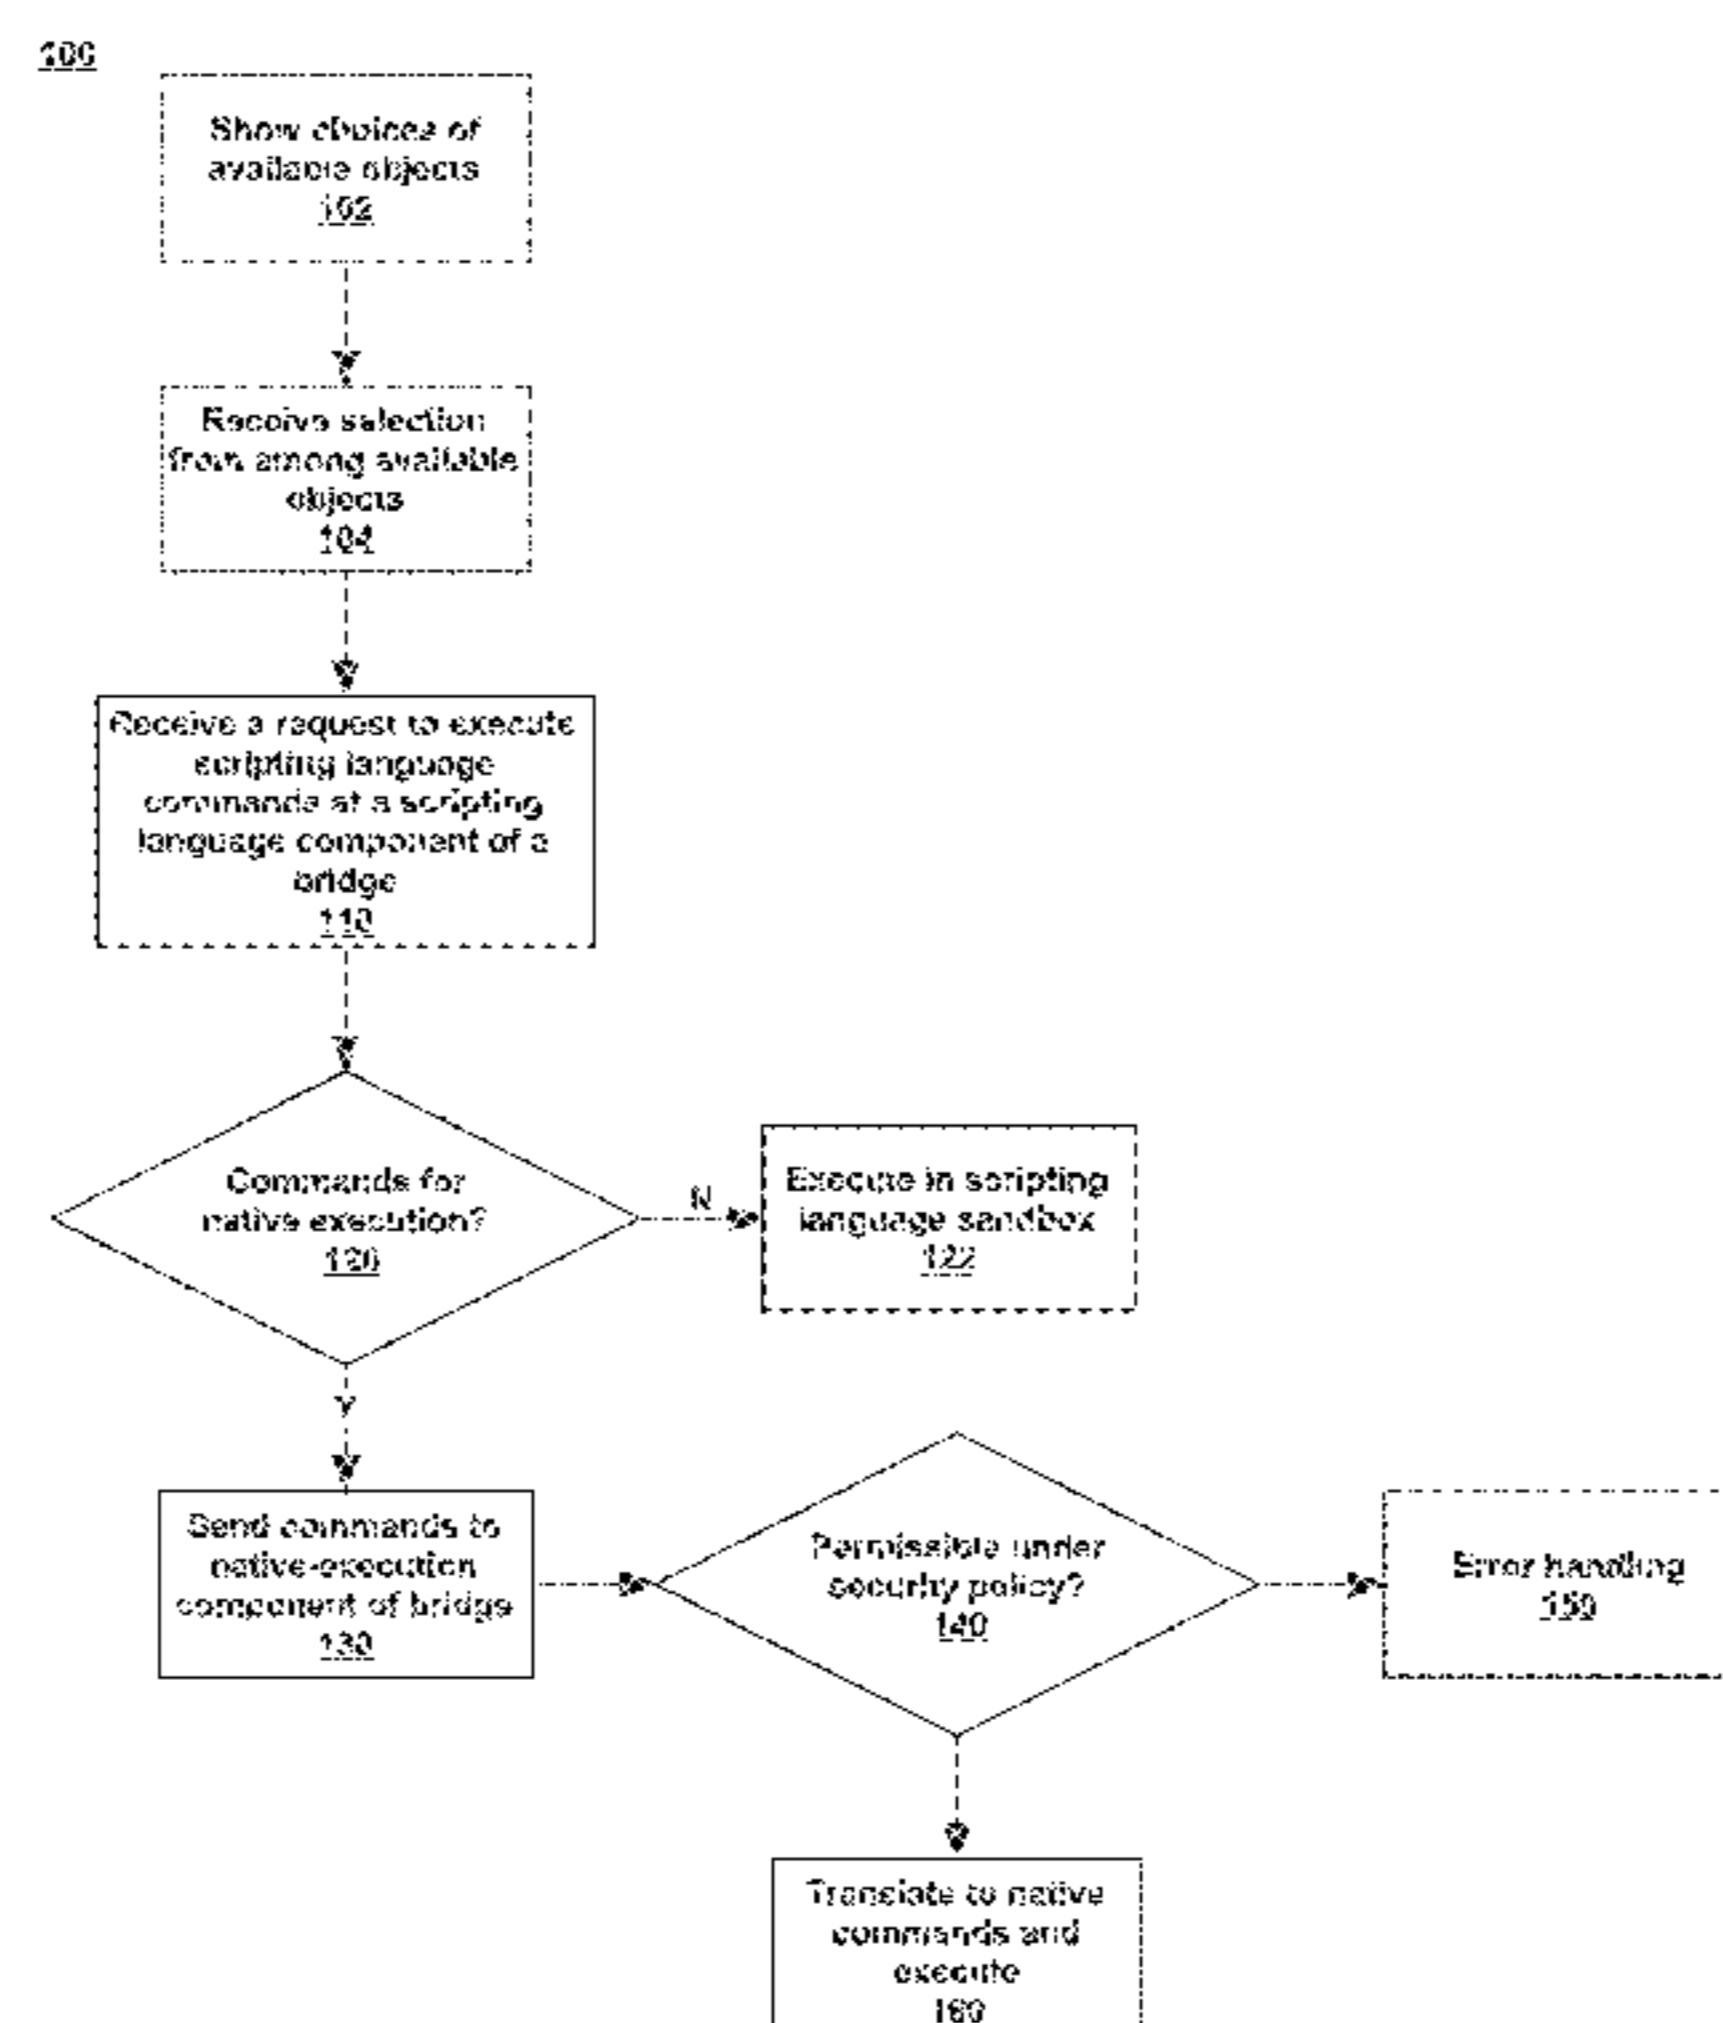 100
Show choices of
available objects
102
Receive selection
from among available
objects
104
Receive a request to execute
scripting language
commands at a scripting
language component of a
bridge
110
Commands for
native execution?
120
N
Execute in scripting
language sandbox
122
Y
Send commands to
native-execution
component of bridge
130
Permissible under
security policy?
140
Error handling
150
Translate to native
commands and
execute
160